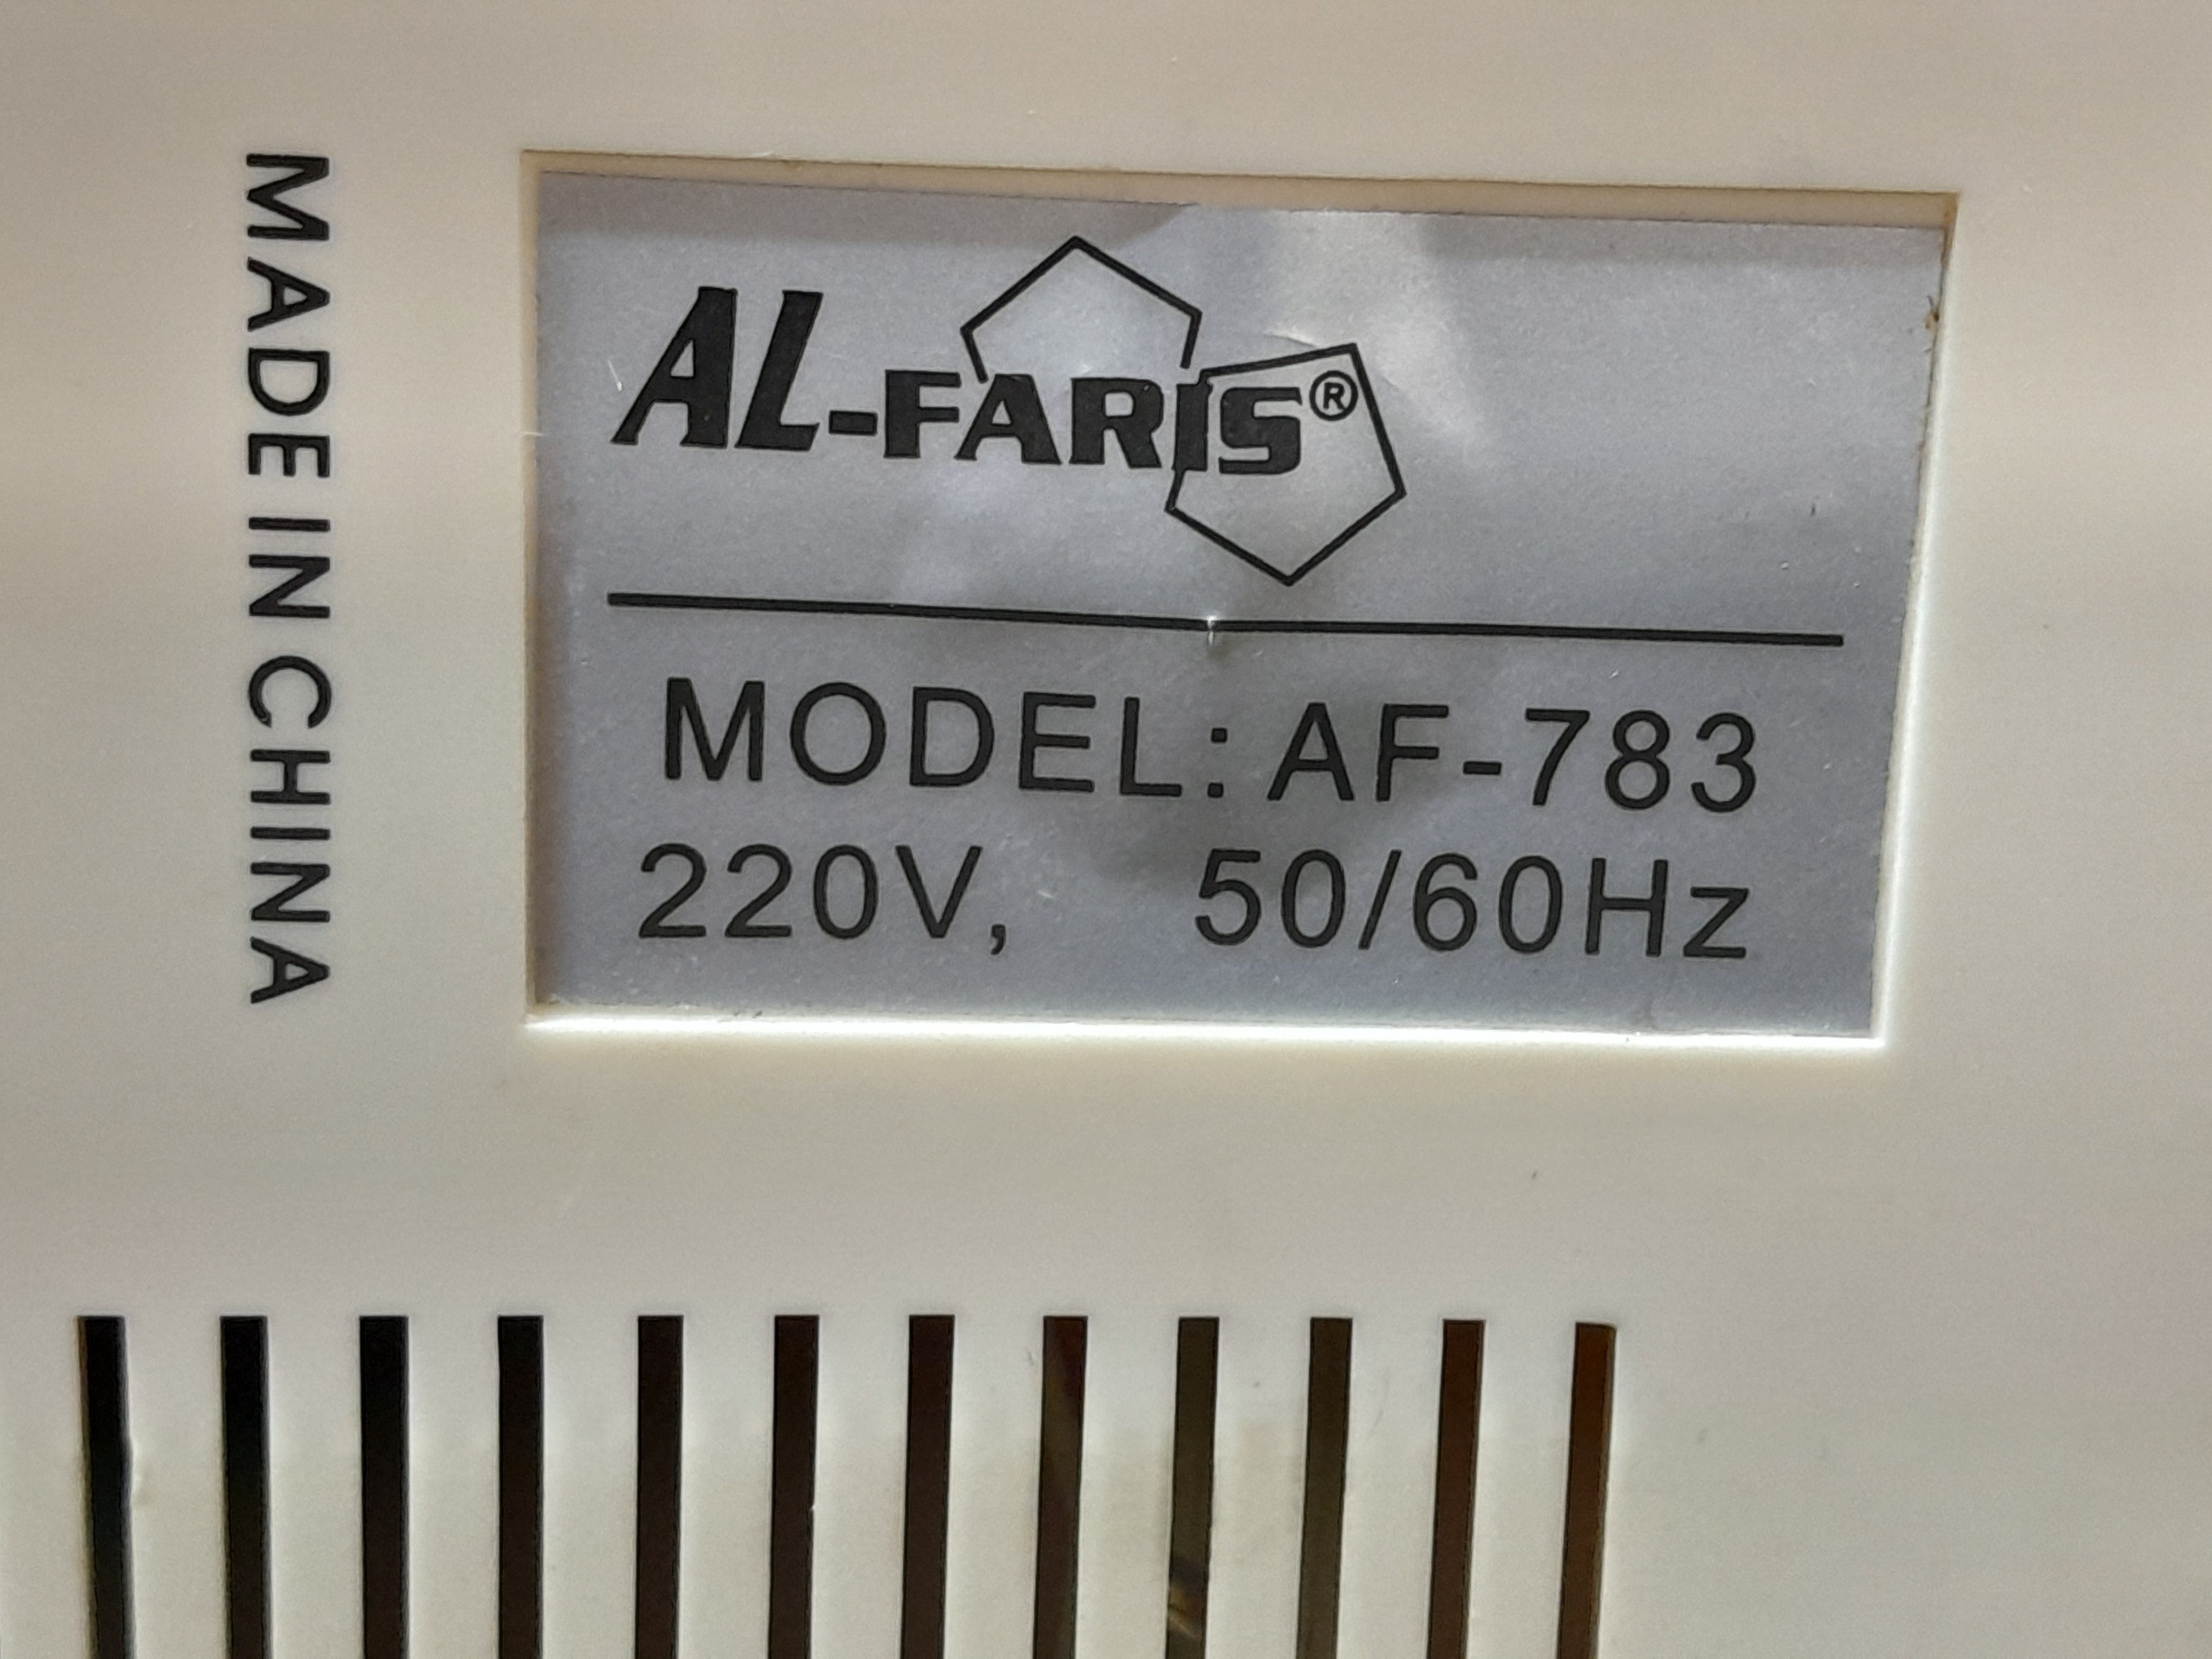 MADE IN CHINA
AL-FARIS®
MODEL: AF-783
220V, 50/60Hz